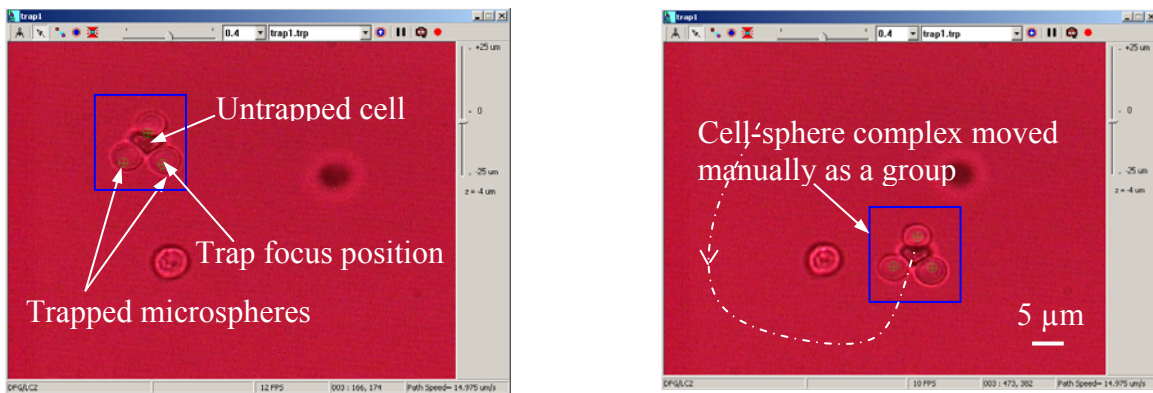 trap1
0.4 trap1.trp
+25 um
0
-25 um
z = -4 um
Untrapped cell
Trap focus position
Trapped microspheres
DFG/LC2 12 FPS 003 : 166, 174 Path Speed= 14.975 um/s
trap1
0.4 trap1.trp
+25 um
0
-25 um
z = -4 um
Cell-sphere complex moved
manually as a group
5 µm
DFG/LC2 10 FPS 003 : 473, 382 Path Speed= 14.975 um/s